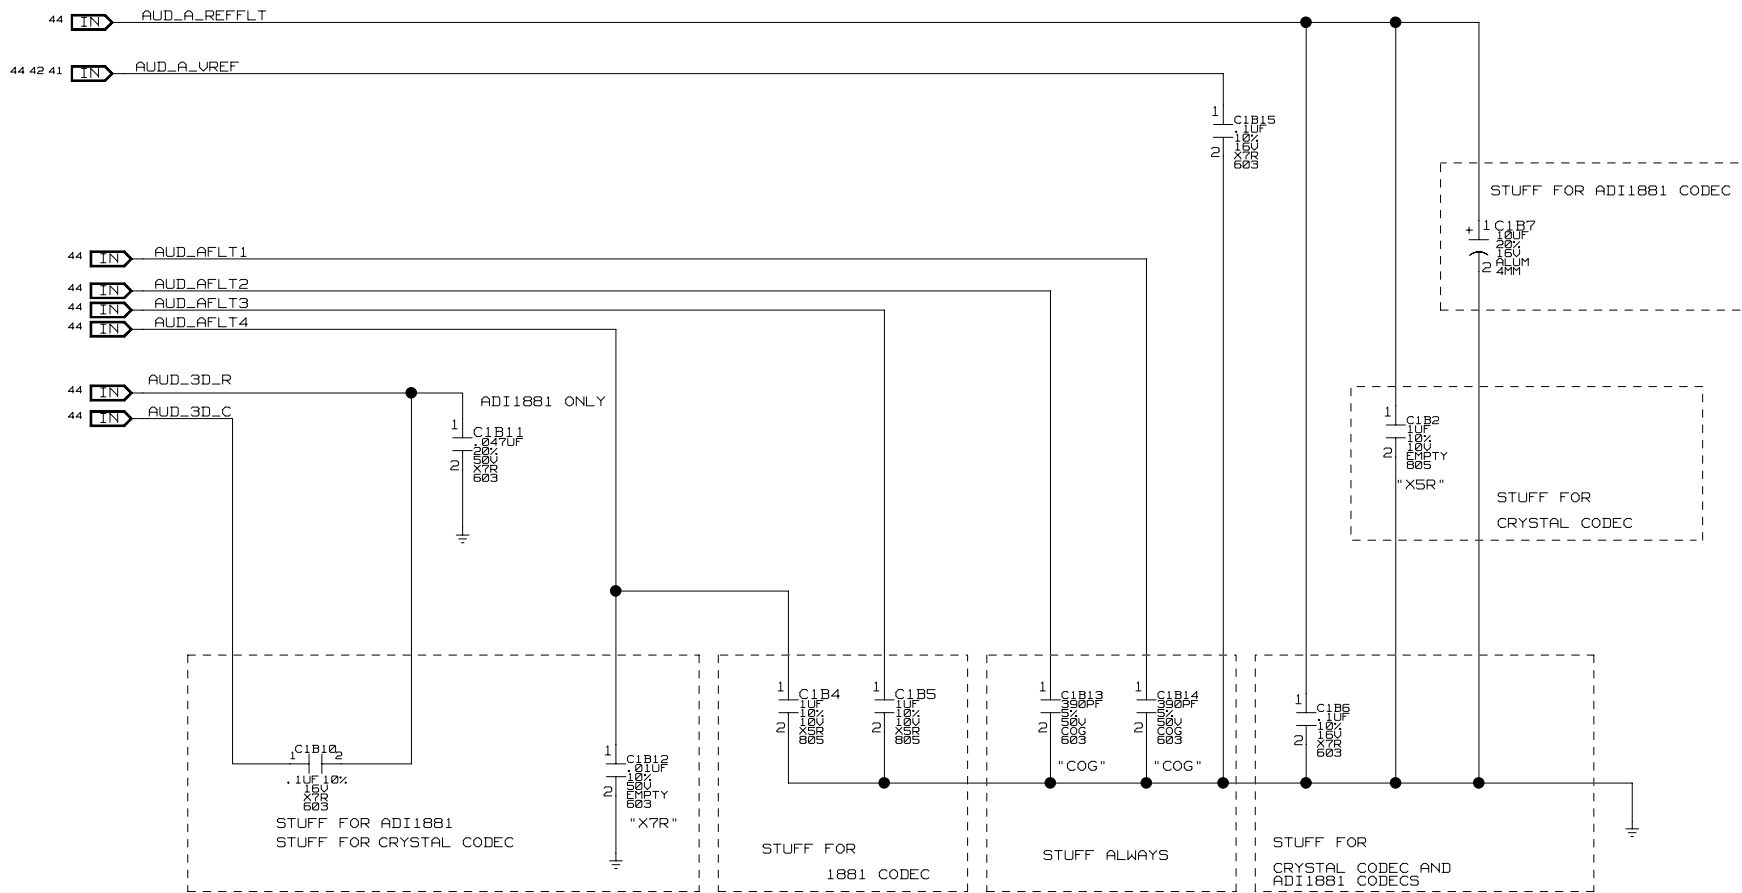 44 IN AUD_A_REFFLT
44 42 41 IN AUD_A_VREF
1
C1B15
.1UF
10%
16V
X7R
603
2
STUFF FOR ADI1881 CODEC
+ 1 C1B7
10UF
20%
16V
ALUM
4MM
2
44 IN AUD_AFLT1
44 IN AUD_AFLT2
44 IN AUD_AFLT3
44 IN AUD_AFLT4
44 IN AUD_3D_R
44 IN AUD_3D_C
ADI1881 ONLY
1
C1B11
.047UF
20%
50V
X7R
603
2
1
C1B2
1UF
10%
10V
EMPTY
805
2
"X5R"
STUFF FOR
CRYSTAL CODEC
1
C1B10
2
.1UF 10%
16V
X7R
603
STUFF FOR ADI1881
STUFF FOR CRYSTAL CODEC
1
C1B12
.01UF
10%
50V
EMPTY
603
2
"X7R"
1
C1B4
1UF
10%
10V
X5R
805
2
1
C1B5
1UF
10%
10V
X5R
805
2
STUFF FOR
1881 CODEC
1
C1B13
390PF
5%
50V
COG
603
2
"COG"
1
C1B14
390PF
5%
50V
COG
603
2
"COG"
STUFF ALWAYS
1
C1B6
.1UF
10%
16V
X7R
603
2
STUFF FOR
CRYSTAL CODEC AND
ADI1881 CODECS